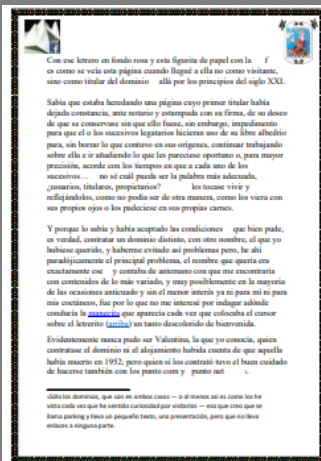 Con ese letrero en fondo rosa y esta figurita de papel con la f
es como se veía esta página cuando llegué a ella no como visitante,
sino como titular del dominio allá por los principios del siglo XXI.
Sabía que estaba heredando una página cuyo primer titular había
dejado constancia, ante notario y estampada con su firma, de su deseo
de que se conservase sin que ello fuese, sin embargo, impedimento
para que el o los sucesivos legatarios hicieran uso de su libre albedrío
para, sin borrar lo que contuvo en sus orígenes, continuar trabajando
sobre ella e ir añadiendo lo que les pareciese oportuno o, para mayor
precisión, acorde con los tiempos en que a cada uno de los
sucesivos… no sé cuál pueda ser la palabra más adecuada,
¿usuarios, titulares, propietarios? les tocase vivir y
reflejándolos, como no podía ser de otra manera, como los viera con
sus propios ojos o los padeciese en sus propias carnes.
Y porque lo sabía y había aceptado las condiciones que bien pude,
es verdad, contratar un dominio distinto, con otro nombre, el que yo
hubiese querido, y haberme evitado así problemas pero, he ahí
paradójicamente el principal problema, el nombre que quería era
exactamente ese y contaba de antemano con que me encontraría
con contenidos de lo más variado, y muy posiblemente en la mayoría
de las ocasiones anticuado y sin el menor interés ya ni para mí ni para
mis coetáneos, fue por lo que no me interesé por indagar adónde
conducía la manecita que aparecía cada vez que colocaba el cursor
sobre el letrerito (arriba) un tanto descolorido de bienvenida.
Evidentemente nunca pudo ser Valentina, la que yo conocía, quien
contratase el dominio ni el alojamiento habida cuenta de que aquella
había muerto en 1952; pero quien sí los contrató tuvo el buen cuidado
de hacerse también con los punto com y punto net
los dominios, que son en ambos casos — o al menos así es como los he
visto cada vez que he sentido curiosidad por visitarlos — eso que creo que se
llama parking y lleva un pequeño texto, una presentación, pero que no lleva
enlaces a ninguna parte.